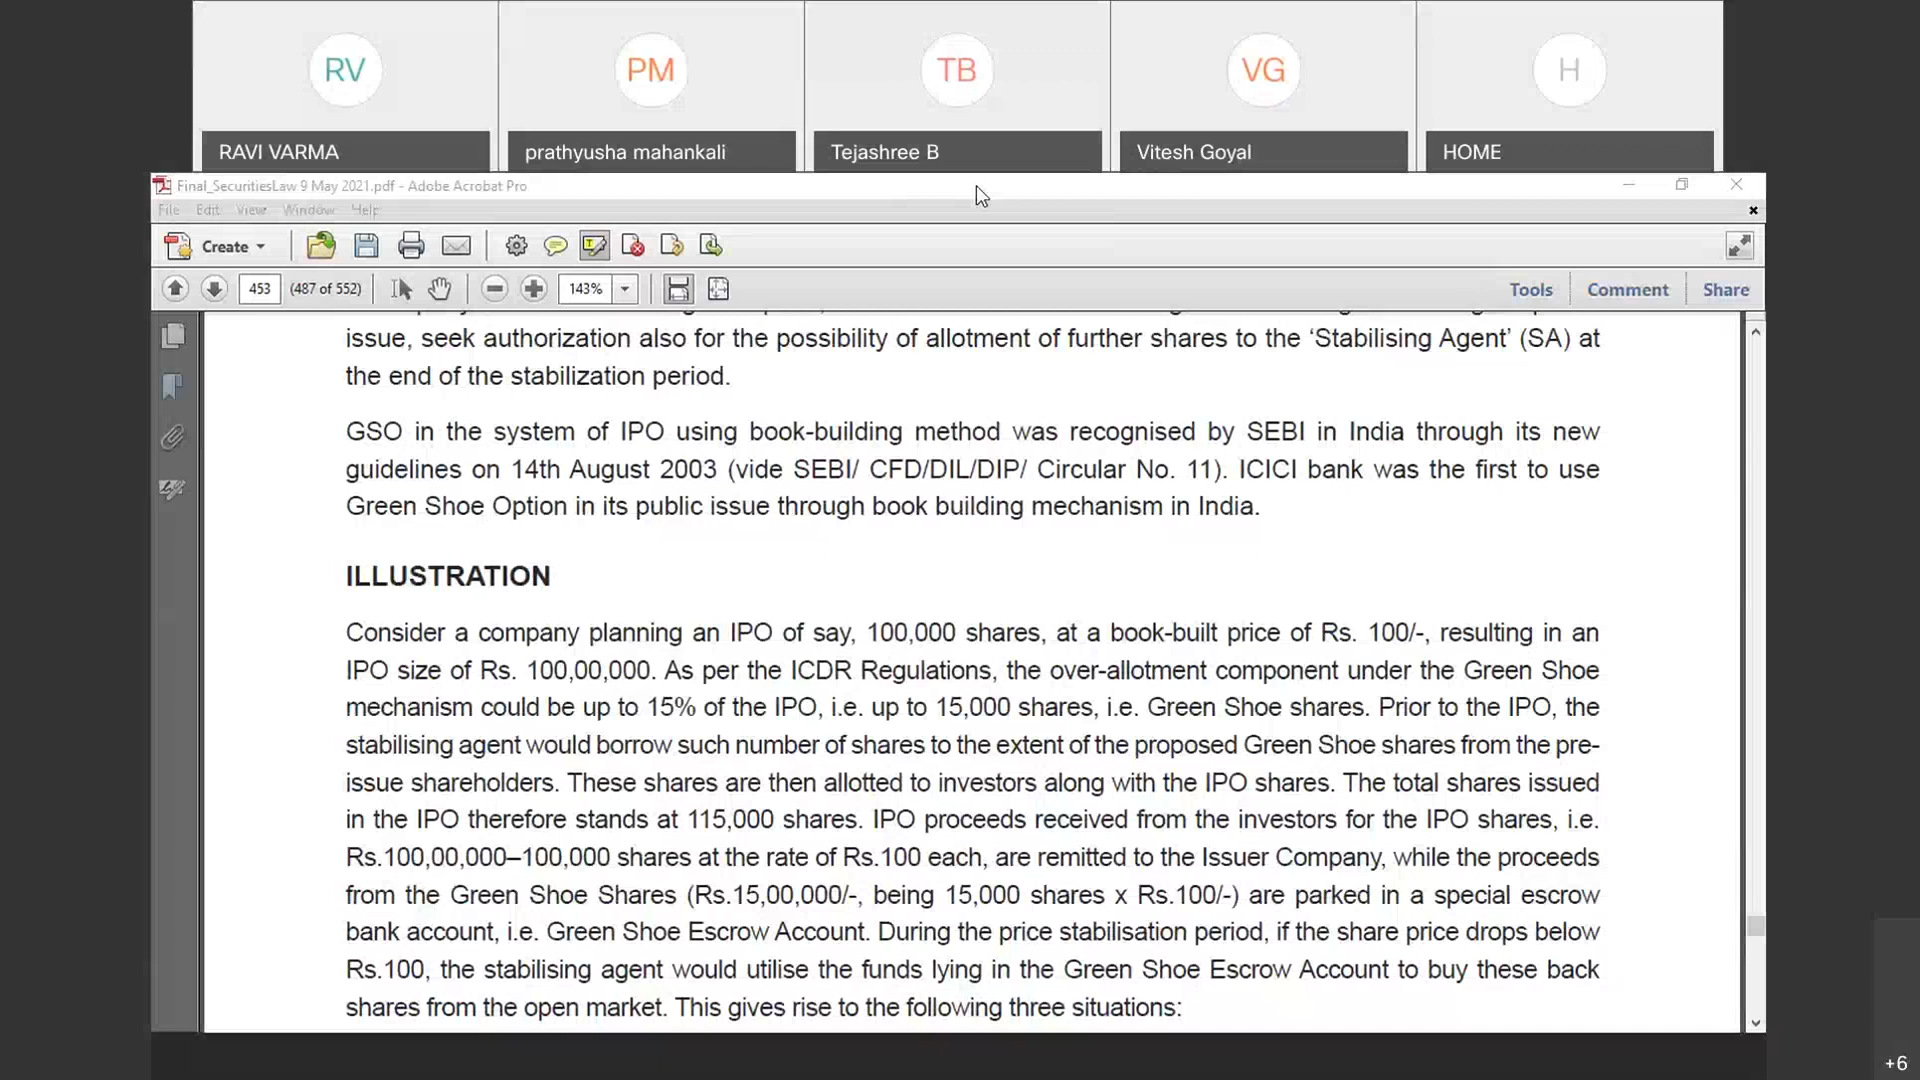 RV
PM
TB
VG
H
RAVI VARMA
prathyusha mahankali
Tejashree B
Vitesh Goyal
HOME
Final_SecuritiesLaw 9 May 2021.pdf - Adobe Acrobat Pro
File Edit View Window Help
Create
453 (487 of 552) 143% Tools Comment Share
issue, seek authorization also for the possibility of allotment of further shares to the ‘Stabilising Agent’ (SA) at
the end of the stabilization period.
GSO in the system of IPO using book-building method was recognised by SEBI in India through its new
guidelines on 14th August 2003 (vide SEBI/ CFD/DIL/DIP/ Circular No. 11). ICICI bank was the first to use
Green Shoe Option in its public issue through book building mechanism in India.
ILLUSTRATION
Consider a company planning an IPO of say, 100,000 shares, at a book-built price of Rs. 100/-, resulting in an
IPO size of Rs. 100,00,000. As per the ICDR Regulations, the over-allotment component under the Green Shoe
mechanism could be up to 15% of the IPO, i.e. up to 15,000 shares, i.e. Green Shoe shares. Prior to the IPO, the
stabilising agent would borrow such number of shares to the extent of the proposed Green Shoe shares from the pre-
issue shareholders. These shares are then allotted to investors along with the IPO shares. The total shares issued
in the IPO therefore stands at 115,000 shares. IPO proceeds received from the investors for the IPO shares, i.e.
Rs.100,00,000–100,000 shares at the rate of Rs.100 each, are remitted to the Issuer Company, while the proceeds
from the Green Shoe Shares (Rs.15,00,000/-, being 15,000 shares x Rs.100/-) are parked in a special escrow
bank account, i.e. Green Shoe Escrow Account. During the price stabilisation period, if the share price drops below
Rs.100, the stabilising agent would utilise the funds lying in the Green Shoe Escrow Account to buy these back
shares from the open market. This gives rise to the following three situations:
+6